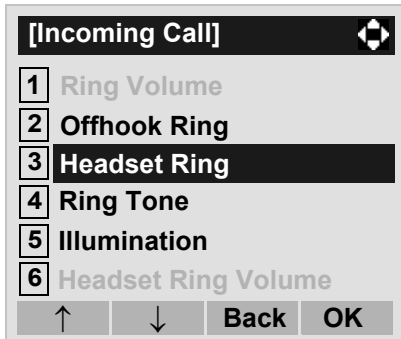 [Incoming Call]
1 Ring Volume
2 Offhook Ring
3 Headset Ring
4 Ring Tone
5 Illumination
6 Headset Ring Volume
↑ ↓ Back OK